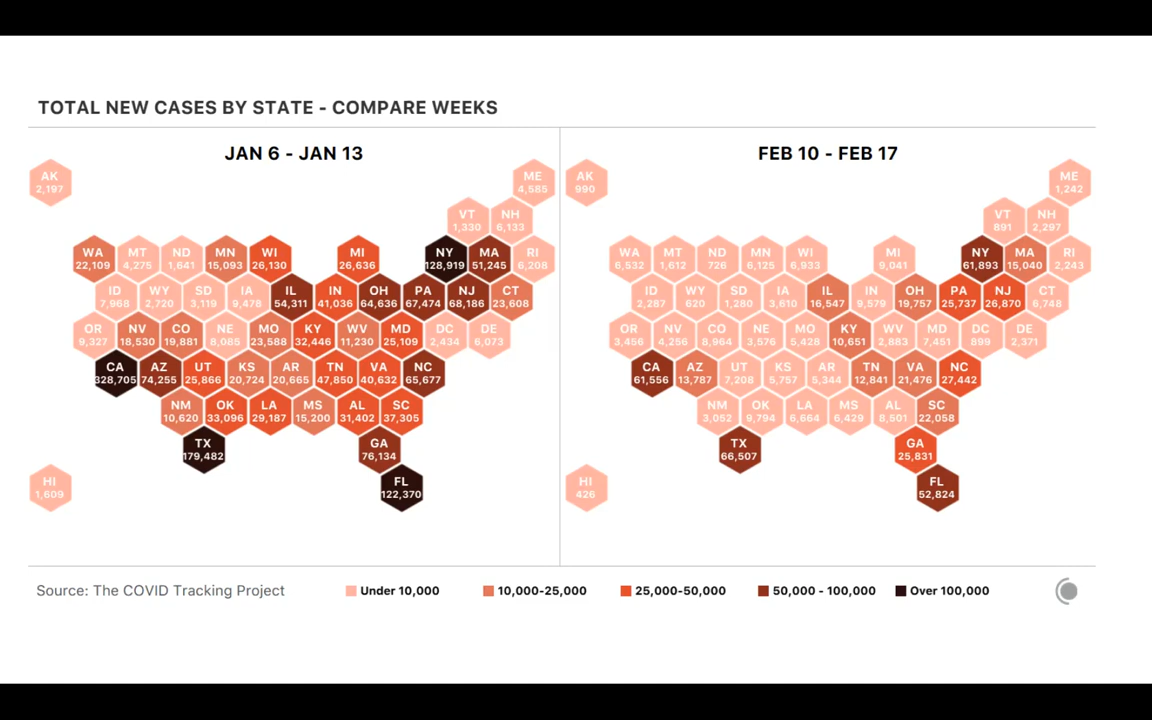 TOTAL NEW CASES BY STATE - COMPARE WEEKS
JAN 6 - JAN 13
AK
2,197
ME
4,585
VT
1,330
NH
6,133
WA
22,109
MT
4,275
ND
1,641
MN
15,093
WI
26,130
MI
26,636
NY
128,919
MA
51,245
RI
6,208
ID
7,968
WY
2,720
SD
3,119
IA
9,478
IL
54,311
IN
41,036
OH
64,636
PA
67,474
NJ
68,186
CT
23,608
OR
9,327
NV
18,530
CO
19,881
NE
8,085
MO
23,588
KY
32,446
WV
11,230
MD
25,109
DC
2,434
DE
6,073
CA
328,705
AZ
74,255
UT
25,866
KS
20,724
AR
20,665
TN
47,850
VA
40,632
NC
65,677
NM
10,620
OK
33,096
LA
29,187
MS
15,200
AL
31,402
SC
37,305
TX
179,482
GA
76,134
HI
1,609
FL
122,370
FEB 10 - FEB 17
AK
990
ME
1,242
VT
891
NH
2,297
WA
6,532
MT
1,612
ND
726
MN
6,125
WI
6,933
MI
9,041
NY
61,893
MA
15,040
RI
2,243
ID
2,287
WY
620
SD
1,280
IA
3,610
IL
16,547
IN
9,579
OH
19,757
PA
25,737
NJ
26,870
CT
6,748
OR
3,456
NV
4,256
CO
8,964
NE
3,576
MO
5,428
KY
10,651
WV
2,883
MD
7,451
DC
899
DE
2,371
CA
61,556
AZ
13,787
UT
7,208
KS
5,757
AR
5,344
TN
12,841
VA
21,476
NC
27,442
NM
3,052
OK
9,794
LA
6,664
MS
6,429
AL
8,501
SC
22,058
TX
66,507
GA
25,831
HI
426
FL
52,824
Source: The COVID Tracking Project
Under 10,000
10,000-25,000
25,000-50,000
50,000 - 100,000
Over 100,000